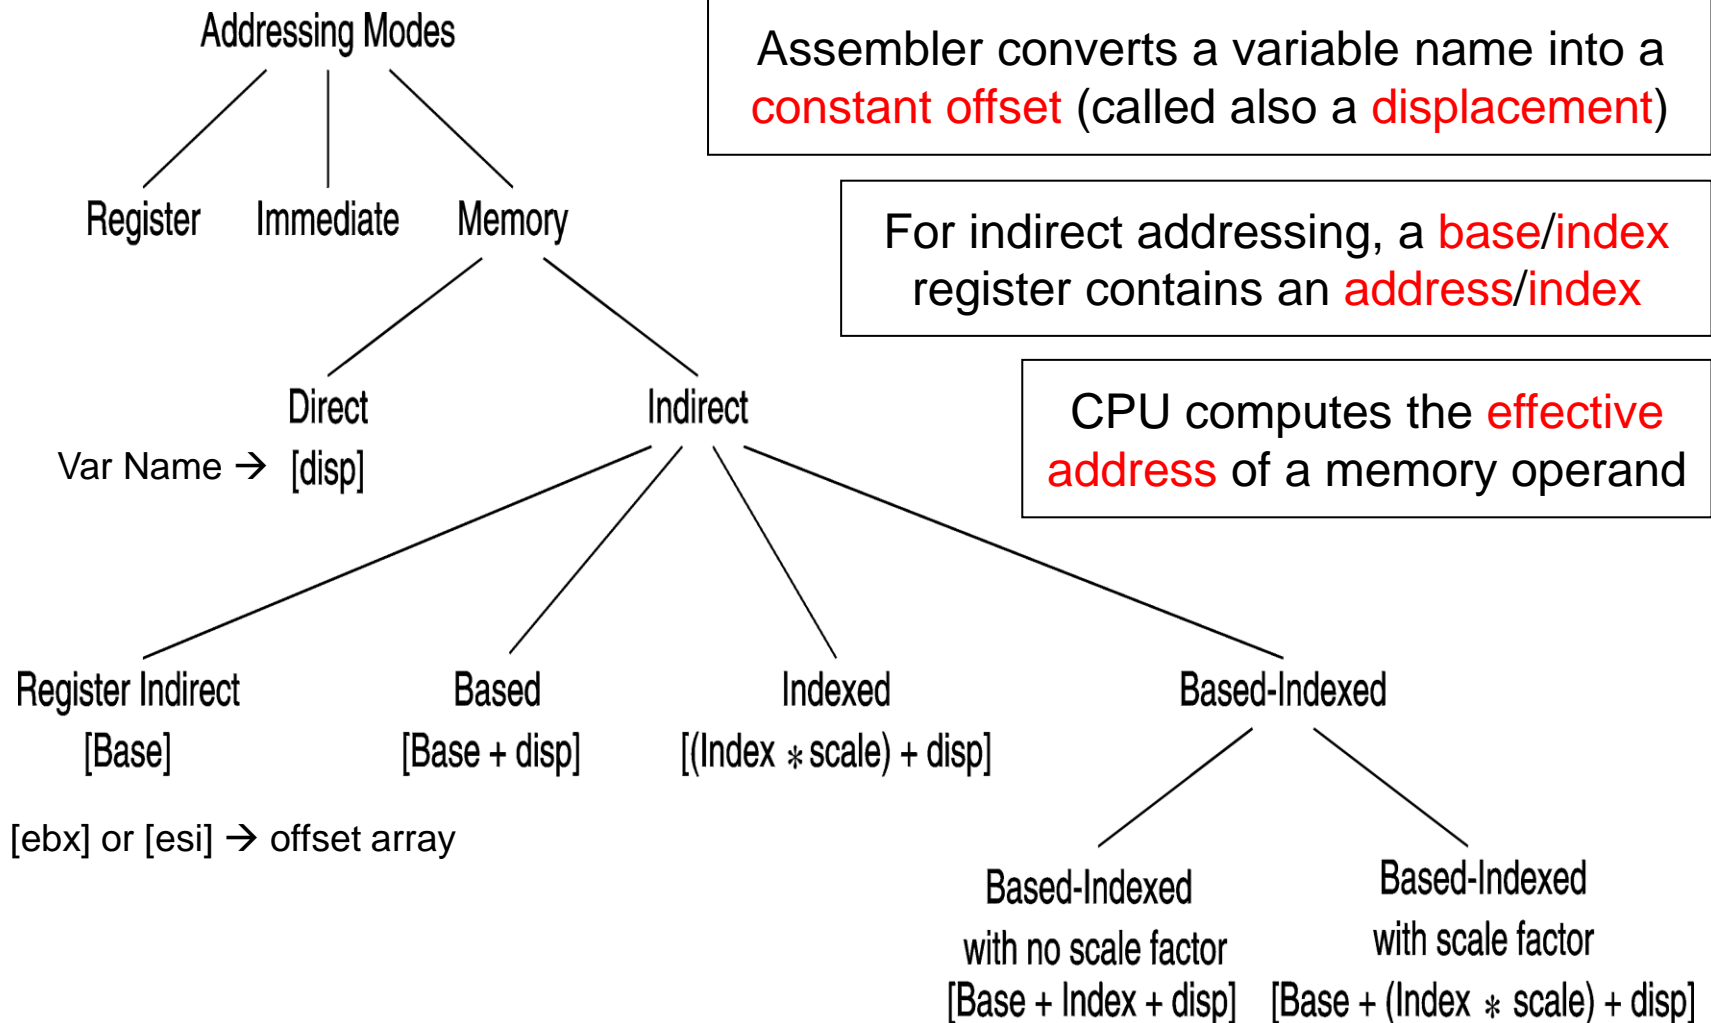 Addressing Modes
Assembler converts a variable name into a
constant offset (called also a displacement)
Register Immediate Memory
For indirect addressing, a base/index
register contains an address/index
Direct
Indirect
Var Name → [disp]
CPU computes the effective
address of a memory operand
Register Indirect
[Base]
Based
[Base + disp]
Indexed
[(Index * scale) + disp]
Based-Indexed
[ebx] or [esi] → offset array
Based-Indexed
with no scale factor
[Base + Index + disp]
Based-Indexed
with scale factor
[Base + (Index * scale) + disp]